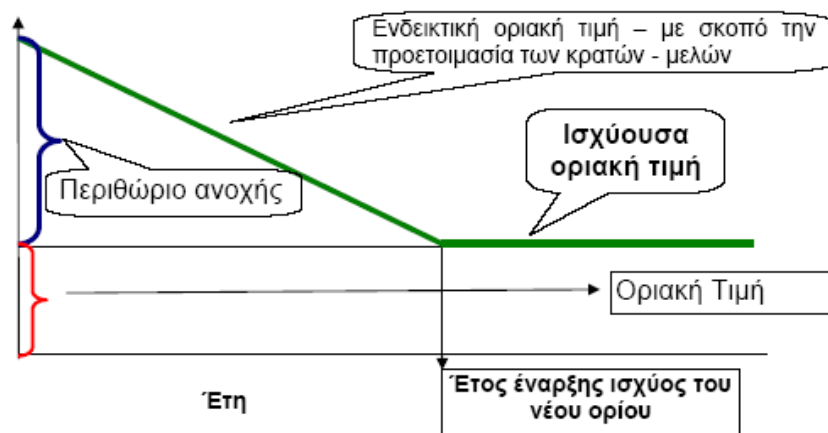 Ενδεικτική οριακή τιμή – με σκοπό την
προετοιμασία των κρατών - μελών
Ισχύουσα
οριακή τιμή
Περιθώριο ανοχής
Οριακή Τιμή
Έτη
Έτος έναρξης ισχύος του
νέου ορίου